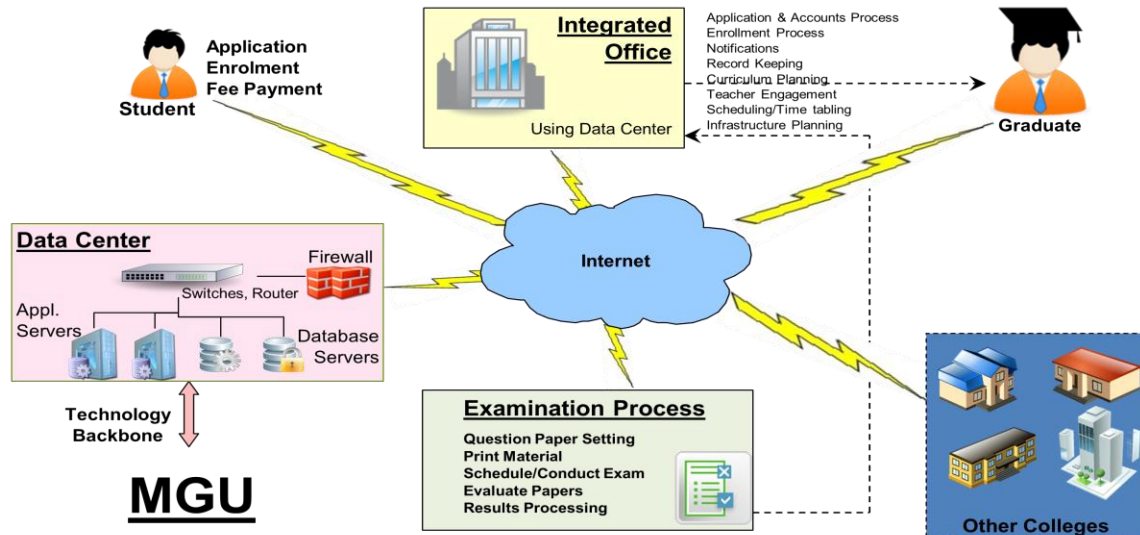 Application
Enrolment
Fee Payment
Student
Integrated
Office
Using Data Center
Application & Accounts Process
Enrollment Process
Notifications
Record Keeping
Curriculum Planning
Teacher Engagement
Scheduling/Time tabling
Infrastructure Planning
Graduate
Data Center
Firewall
Switches, Router
Appl.
Servers
Database
Servers
Internet
Technology
Backbone
MGU
Examination Process
Question Paper Setting
Print Material
Schedule/Conduct Exam
Evaluate Papers
Results Processing
Other Colleges